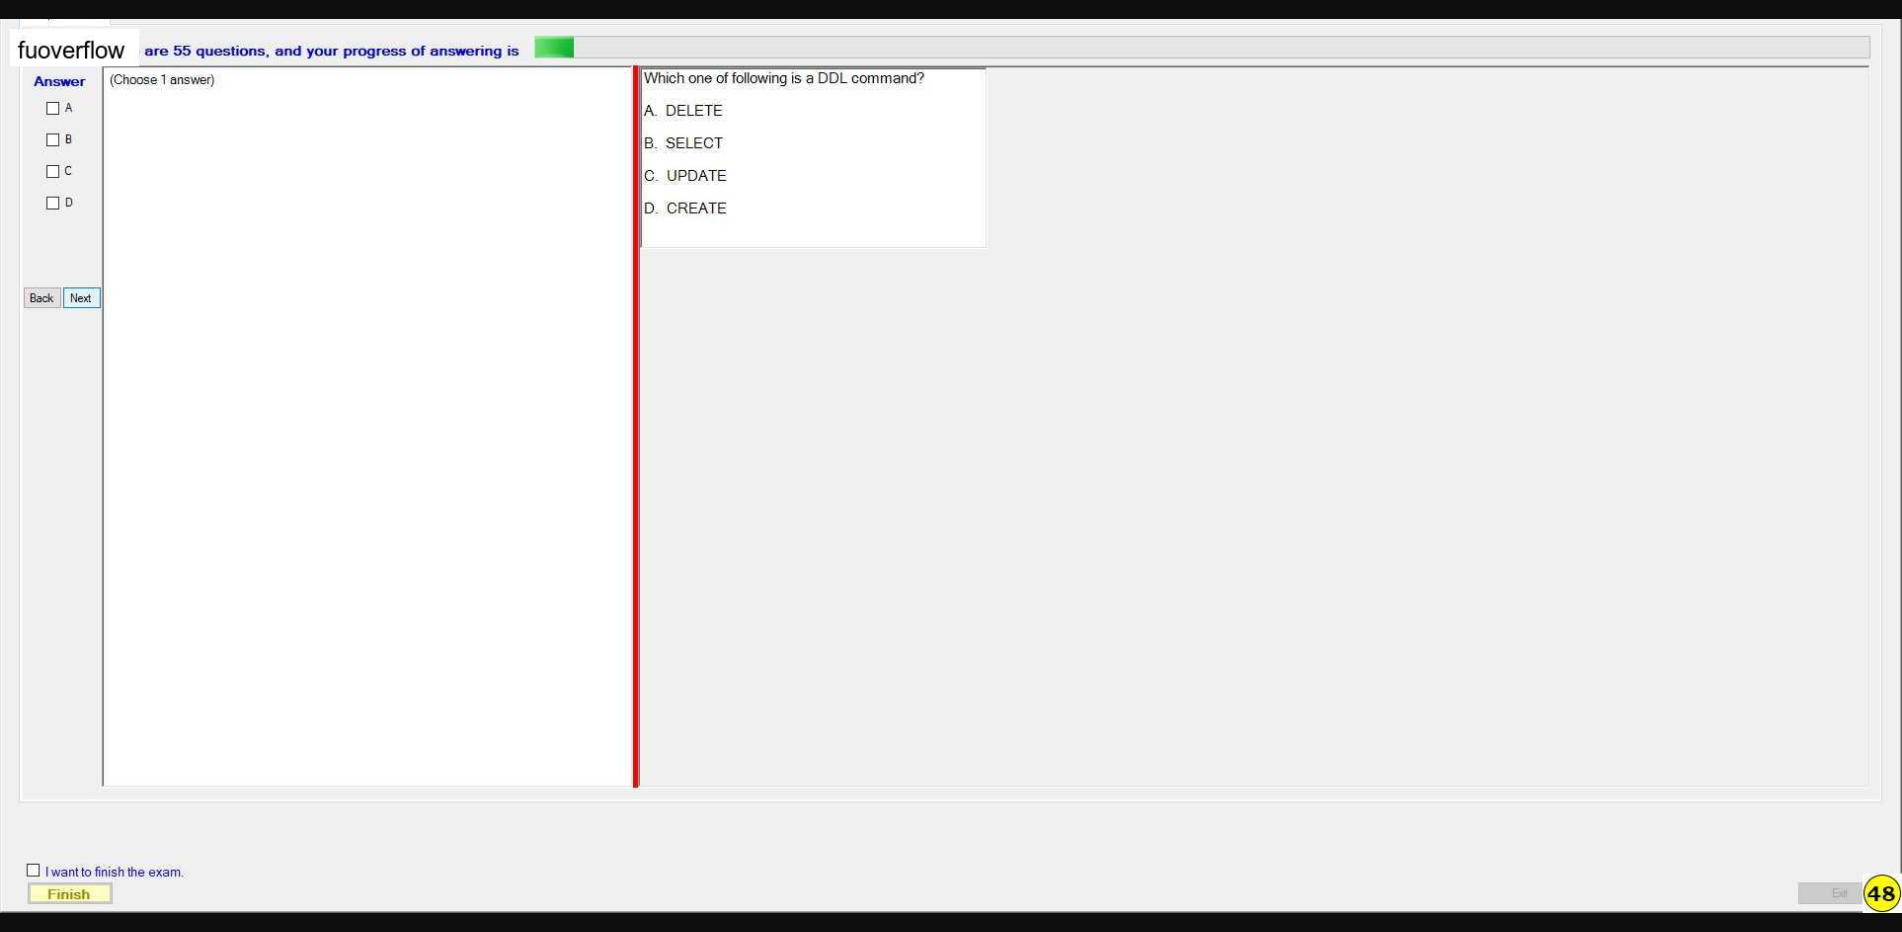 fuoverflow are 55 questions, and your progress of answering is
Answer
(Choose 1 answer)
A
B
C
D
Back Next
Which one of following is a DDL command?
A. DELETE
B. SELECT
C. UPDATE
D. CREATE
I want to finish the exam.
Finish
Exit
48